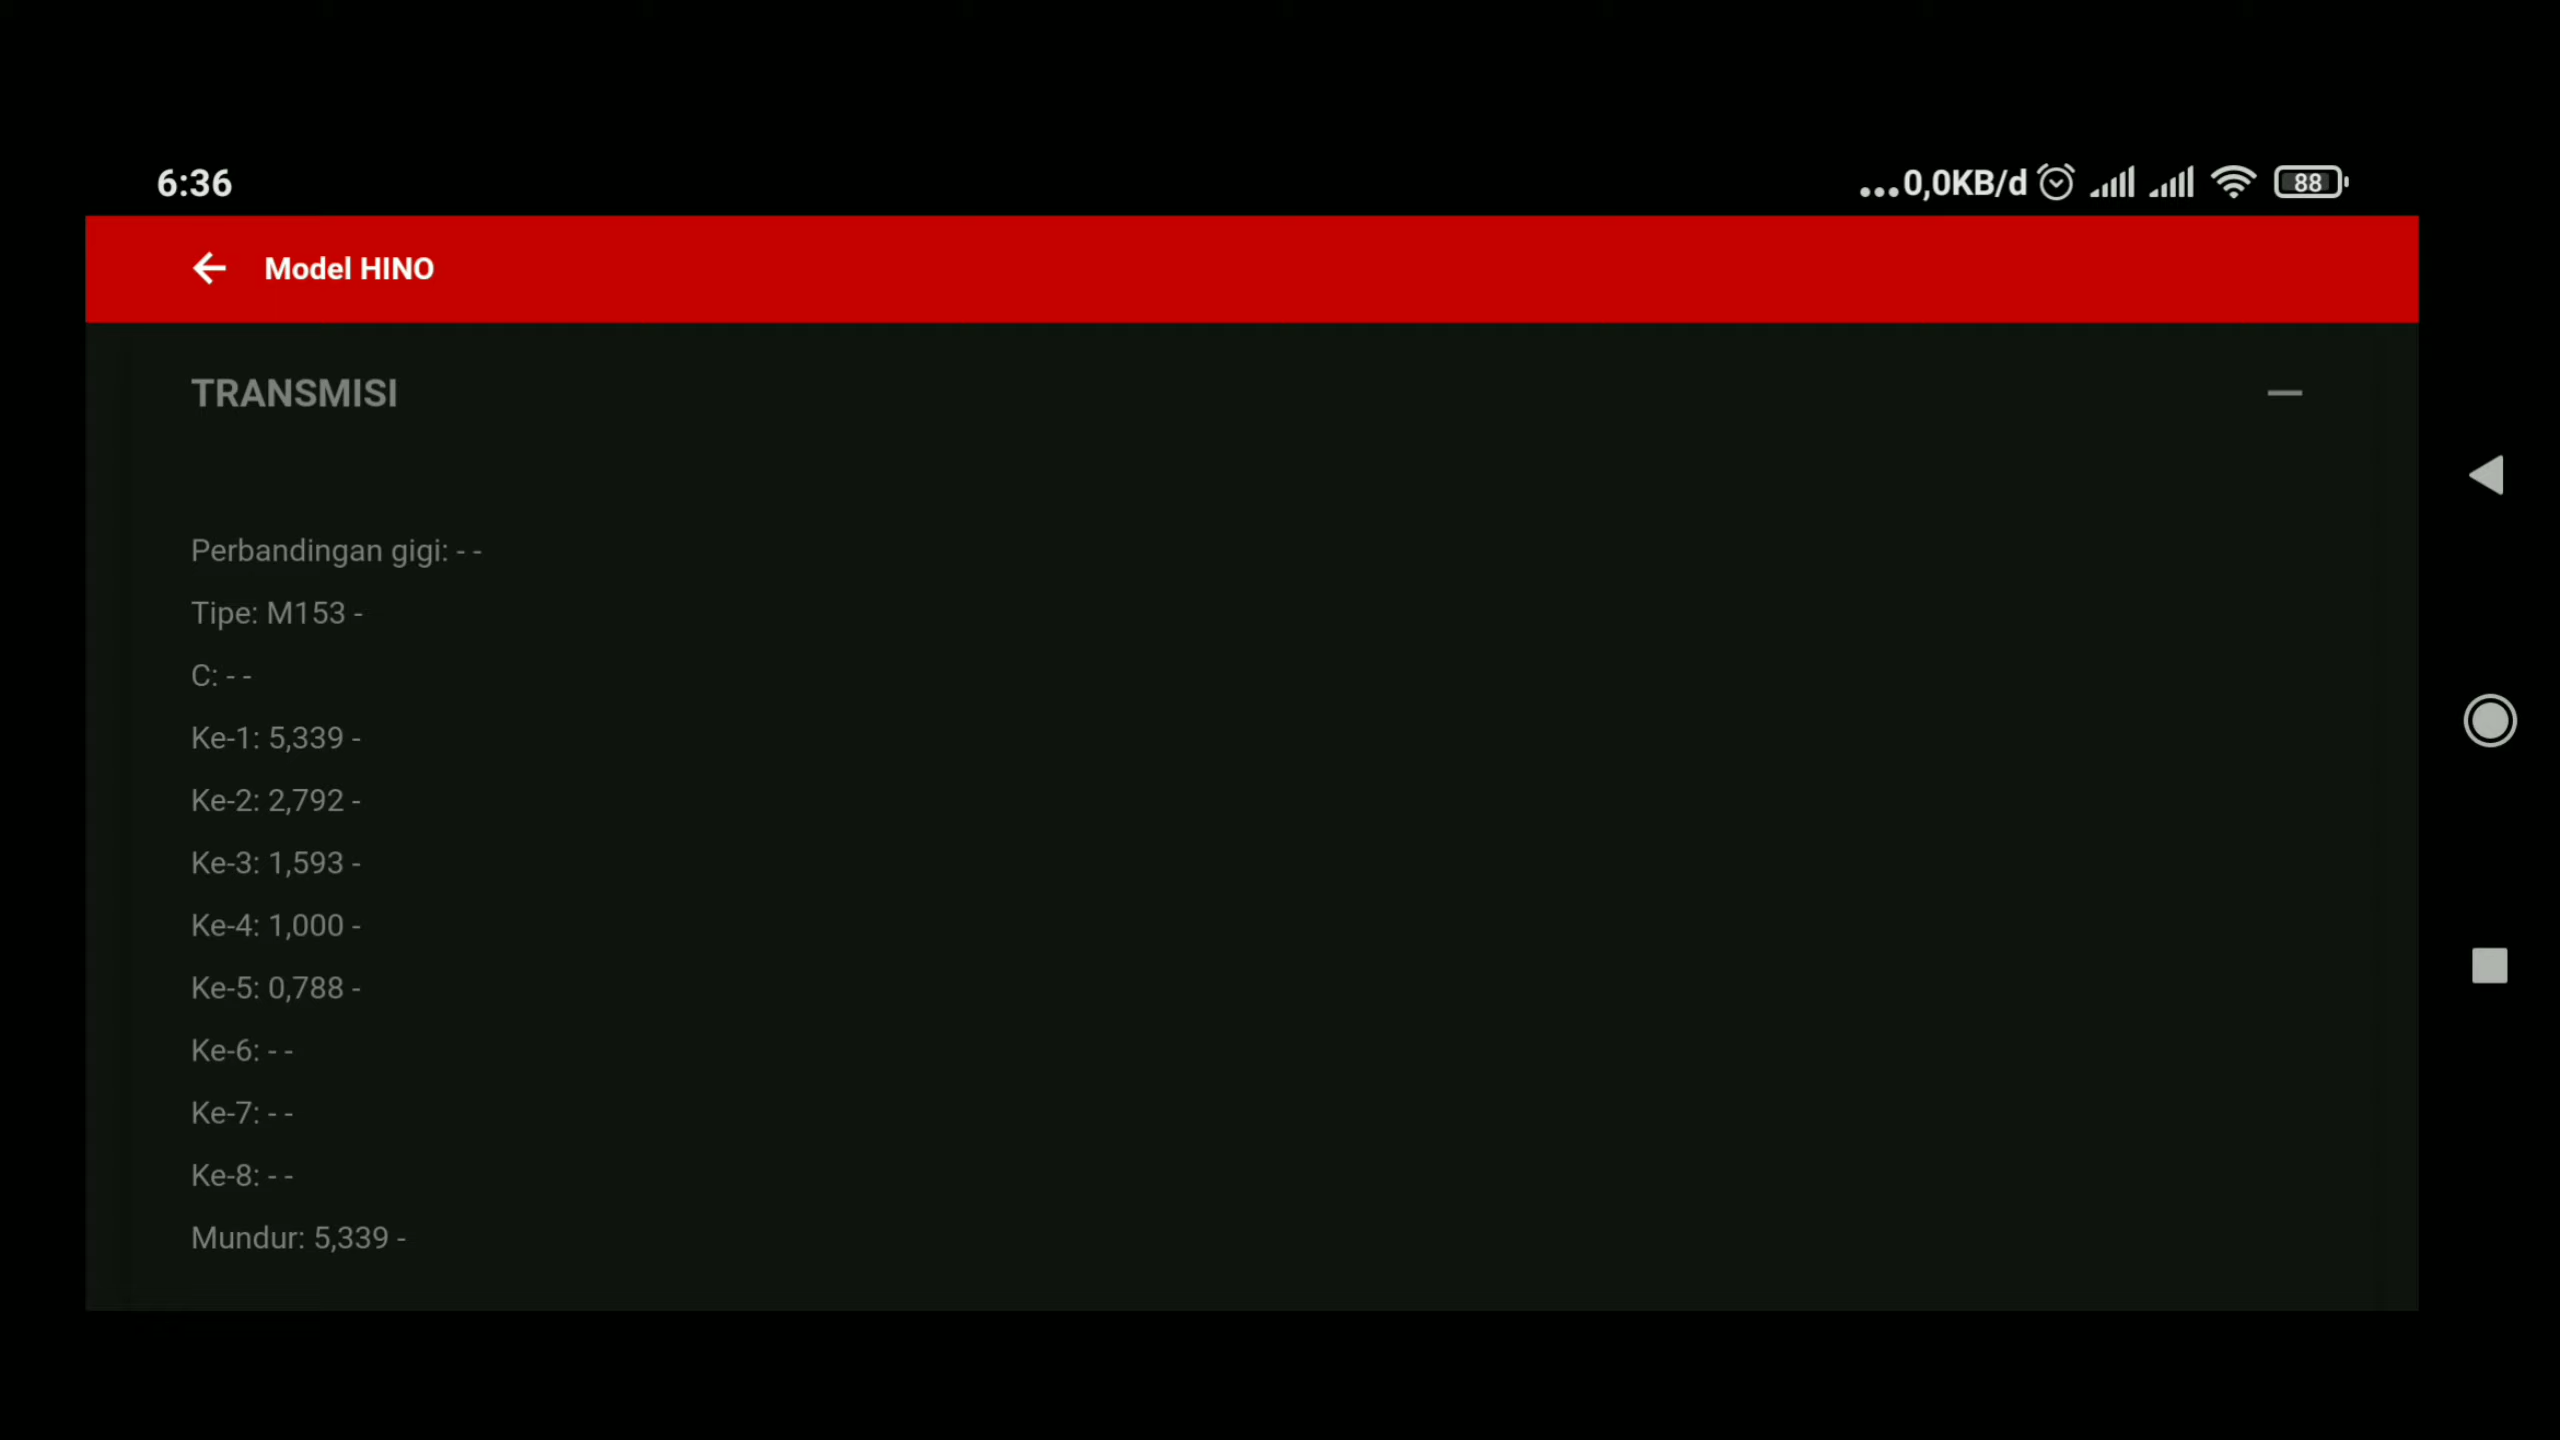 6:36
...0,0KB/d
88
Model HINO
TRANSMISI
Perbandingan gigi: - -
Tipe: M153 -
C: - -
Ke-1: 5,339 -
Ke-2: 2,792 -
Ke-3: 1,593 -
Ke-4: 1,000 -
Ke-5: 0,788 -
Ke-6: - -
Ke-7: - -
Ke-8: - -
Mundur: 5,339 -